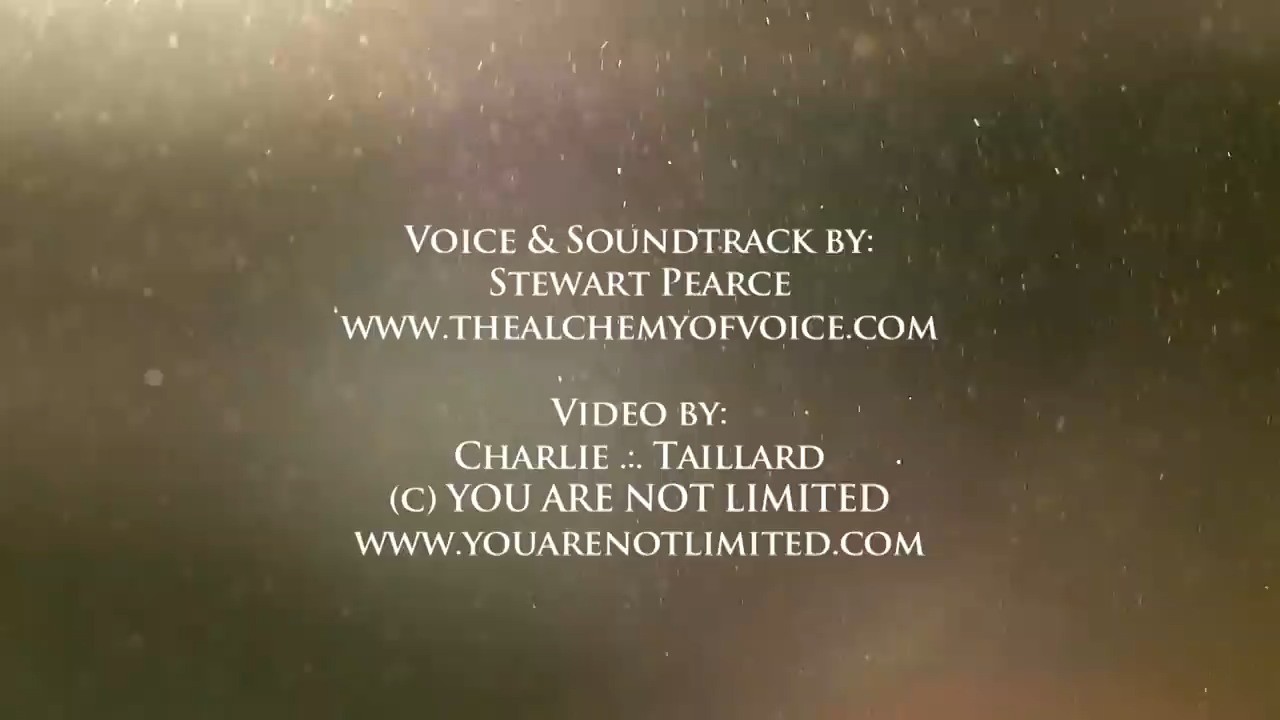 Voice & Soundtrack by:
Stewart Pearce
www.thealchemyofvoice.com
Video by:
Charlie .:. Taillard
(c) YOU ARE NOT LIMITED
www.youarenotlimited.com